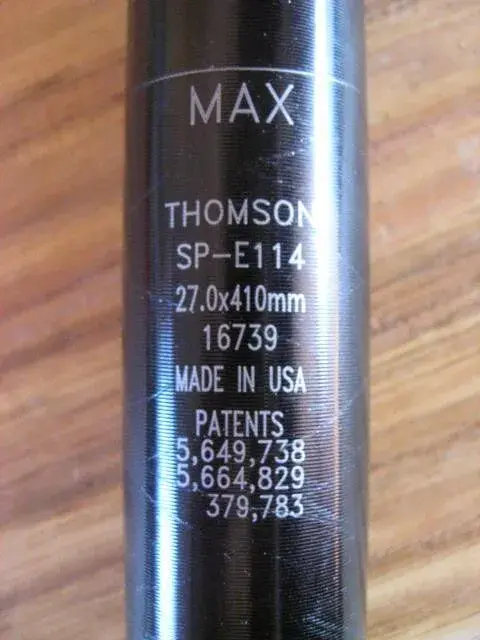 MAX
THOMSON
SP-E114
27.0x410mm
16739
MADE IN USA
PATENTS
5,649,738
5,664,829
379,783